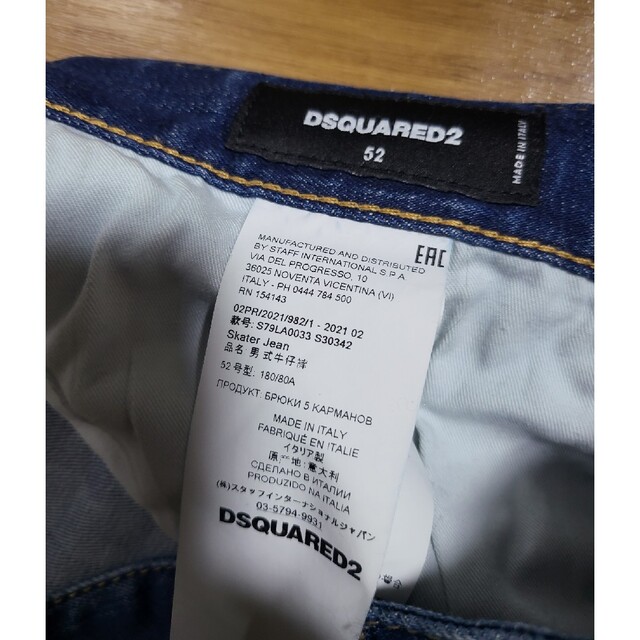 DSQUARED2
52
MADE IN ITALY
EAC
MANUFACTURED AND DISTRIBUTED
BY STAFF INTERNATIONAL S.P.A
VIA DEL PROGRESSO, 10
36025 NOVENTA VICENTINA (VI)
ITALY - PH 0444 784 500
RN 154143
02PR/2021/982/1 - 2021 02
款号: S79LA0033 S30342
Skater Jean
品名: 男式牛仔裤
52 号型: 180/80A
ПРОДУКТ: БРЮКИ 5 КАРМАНОВ
MADE IN ITALY
FABRIQUÉ EN ITALIE
イタリア製
原产地: 意大利
СДЕЛАНО В ИТАЛИИ
PRODUZIDO NA ITALIA
(株)スタッフインターナショナルジャパン
03-5794-9931
DSQUARED2